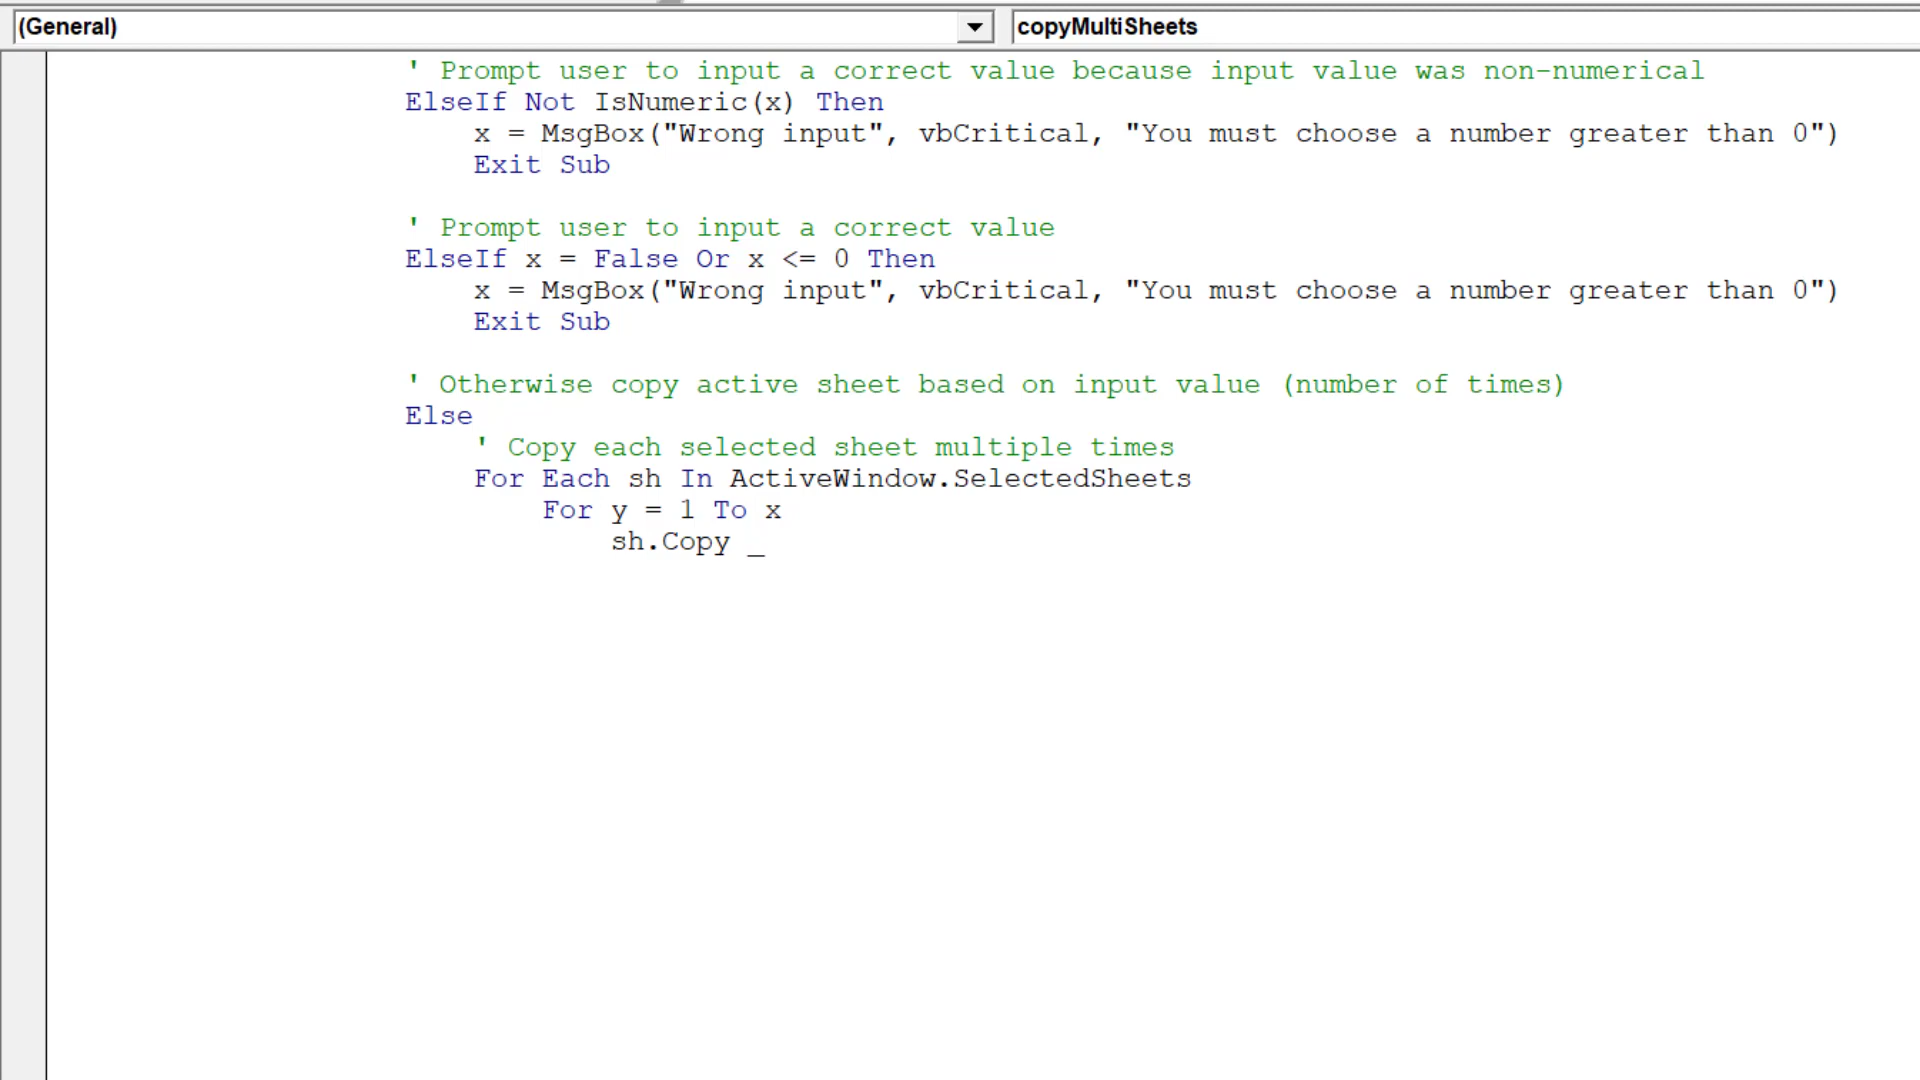 (General) copyMultiSheets
' Prompt user to input a correct value because input value was non-numerical
ElseIf Not IsNumeric(x) Then
x = MsgBox("Wrong input", vbCritical, "You must choose a number greater than 0")
Exit Sub
' Prompt user to input a correct value
ElseIf x = False Or x <= 0 Then
x = MsgBox("Wrong input", vbCritical, "You must choose a number greater than 0")
Exit Sub
' Otherwise copy active sheet based on input value (number of times)
Else
' Copy each selected sheet multiple times
For Each sh In ActiveWindow.SelectedSheets
For y = 1 To x
sh.Copy _